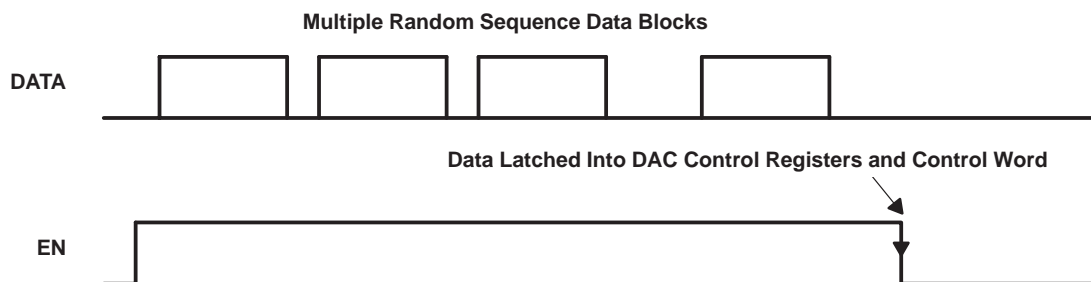 Multiple Random Sequence Data Blocks
DATA
Data Latched Into DAC Control Registers and Control Word
EN